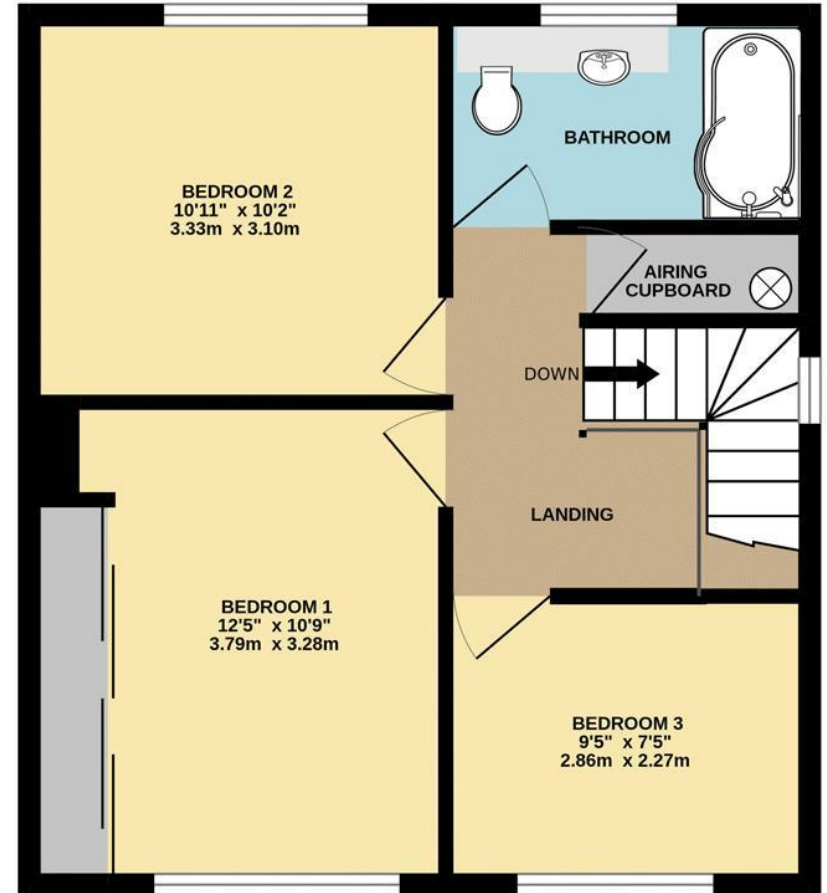 BEDROOM 2
10'11" x 10'2"
3.33m x 3.10m
BATHROOM
AIRING
CUPBOARD
DOWN
LANDING
BEDROOM 1
12'5" x 10'9"
3.79m x 3.28m
BEDROOM 3
9'5" x 7'5"
2.86m x 2.27m